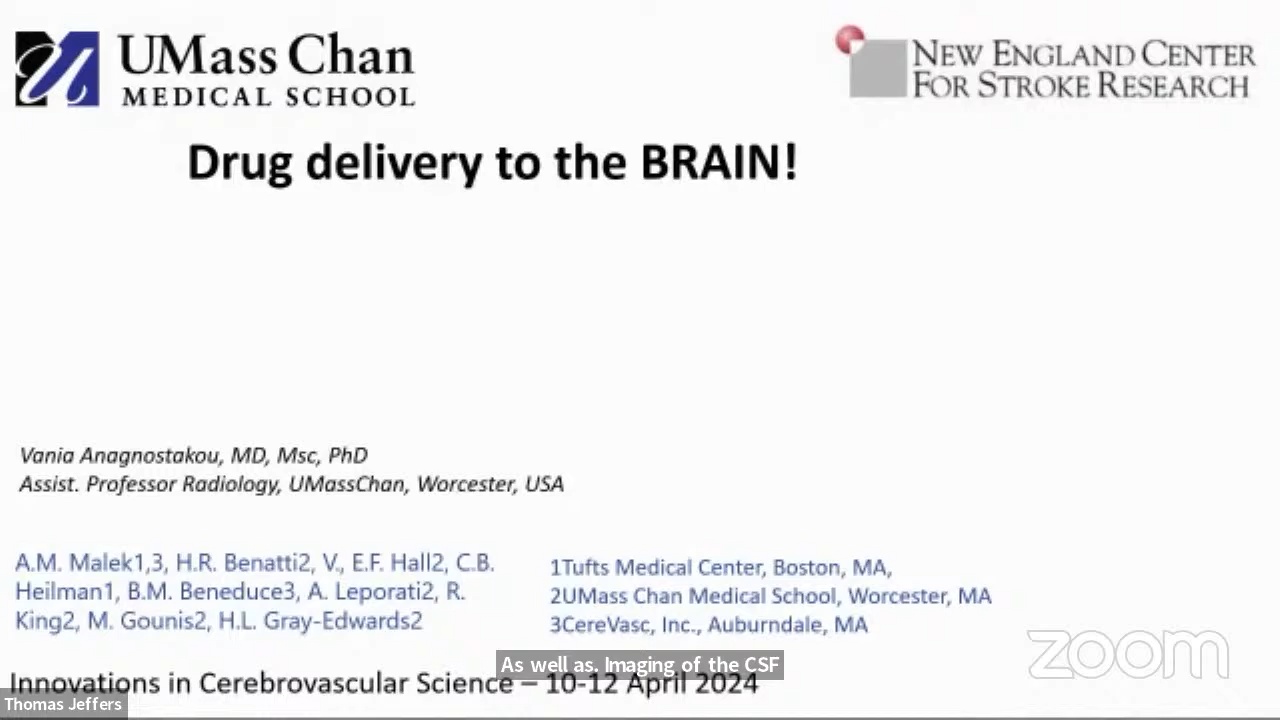 UMass Chan
MEDICAL SCHOOL
NEW ENGLAND CENTER
FOR STROKE RESEARCH
Drug delivery to the BRAIN!
Vania Anagnostakou, MD, Msc, PhD
Assist. Professor Radiology, UMassChan, Worcester, USA
A.M. Malek1,3, H.R. Benatti2, V., E.F. Hall2, C.B.
Heilman1, B.M. Beneduce3, A. Leporati2, R.
King2, M. Gounis2, H.L. Gray-Edwards2
1Tufts Medical Center, Boston, MA,
2UMass Chan Medical School, Worcester, MA
3CereVasc, Inc., Auburndale, MA
zoom
As well as. Imaging of the CSF
Innovations in Cerebrovascular Science – 10-12 April 2024
Thomas Jeffers